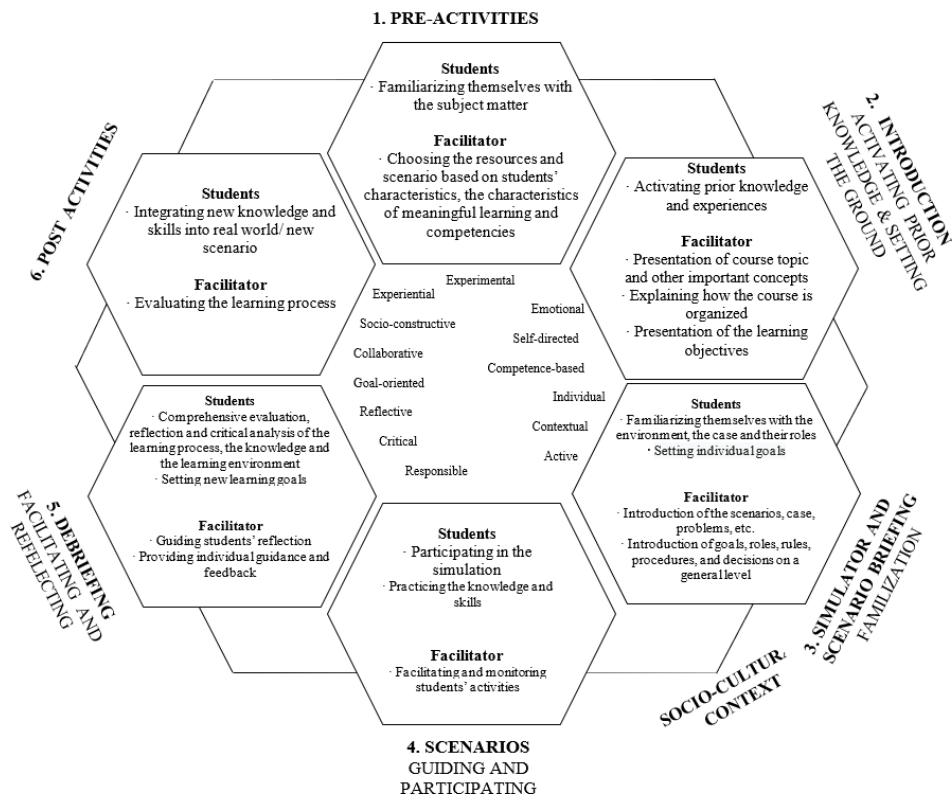 1. PRE-ACTIVITIES
Students
· Familiarizing themselves with
the subject matter
Facilitator
· Choosing the resources and
scenario based on students’
characteristics, the characteristics
of meaningful learning and
competencies
2. INTRODUCTION
ACTIVATING PRIOR
KNOWLEDGE & SETTING
THE GROUND
Students
· Activating prior knowledge
and experiences
Facilitator
· Presentation of course topic
and other important concepts
· Explaining how the course is
organized
· Presentation of the learning
objectives
3. SIMULATOR AND
SCENARIO BRIEFING
FAMILIZATION
Students
· Familiarizing themselves with the
environment, the case and their roles
· Setting individual goals
Facilitator
· Introduction of the scenarios, case,
problems, etc.
· Introduction of goals, roles, rules,
procedures, and decisions on a
general level
SOCIO-CULTURA
CONTEXT
4. SCENARIOS
GUIDING AND
PARTICIPATING
Students
· Participating in the
simulation
· Practicing the knowledge and
skills
Facilitator
· Facilitating and monitoring
students’ activities
5. DEBRIEFING
FACILITATING AND
REFELECTING
Students
· Comprehensive evaluation,
reflection and critical analysis of the
learning process, the knowledge and
the learning environment
· Setting new learning goals
Facilitator
· Guiding students’ reflection
· Providing individual guidance and
feedback
6. POST ACTIVITIES
Students
· Integrating new knowledge and
skills into real world/ new
scenario
Facilitator
· Evaluating the learning process
Experimental
Experiential
Emotional
Socio-constructive
Self-directed
Collaborative
Competence-based
Goal-oriented
Individual
Reflective
Contextual
Critical
Active
Responsible